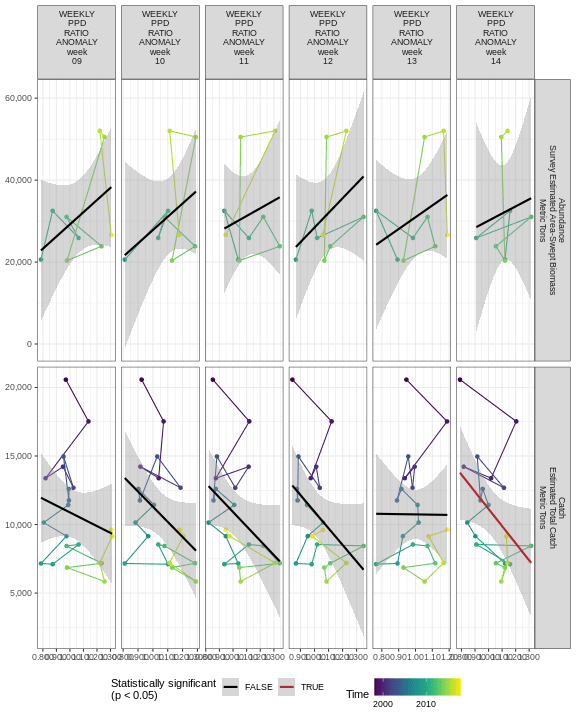 WEEKLY PPD RATIO ANOMALY week 09
WEEKLY PPD RATIO ANOMALY week 10
WEEKLY PPD RATIO ANOMALY week 11
WEEKLY PPD RATIO ANOMALY week 12
WEEKLY PPD RATIO ANOMALY week 13
WEEKLY PPD RATIO ANOMALY week 14
60,000
40,000
20,000
0
Abundance
Survey Estimated Area-Swept Biomass
Metric Tons
20,000
15,000
10,000
5,000
Catch
Estimated Total Catch
Metric Tons
Statistically significant
(p < 0.05)
FALSE
TRUE
Time
2000
2010